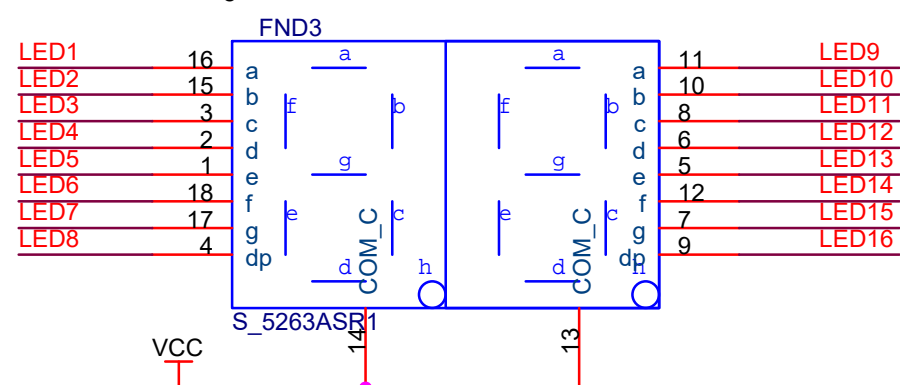 FND3
LED1 16 a a a a 11 LED9
LED2 15 b f b f b b 10 LED10
LED3 3 c c 8 LED11
LED4 2 d g g d 6 LED12
LED5 1 e e 5 LED13
LED6 18 f e c e c f 12 LED14
LED7 17 g g 7 LED15
LED8 4 dp d h d h dp 9 LED16
COM_C COM_C
S_5263ASR1
14 13
VCC